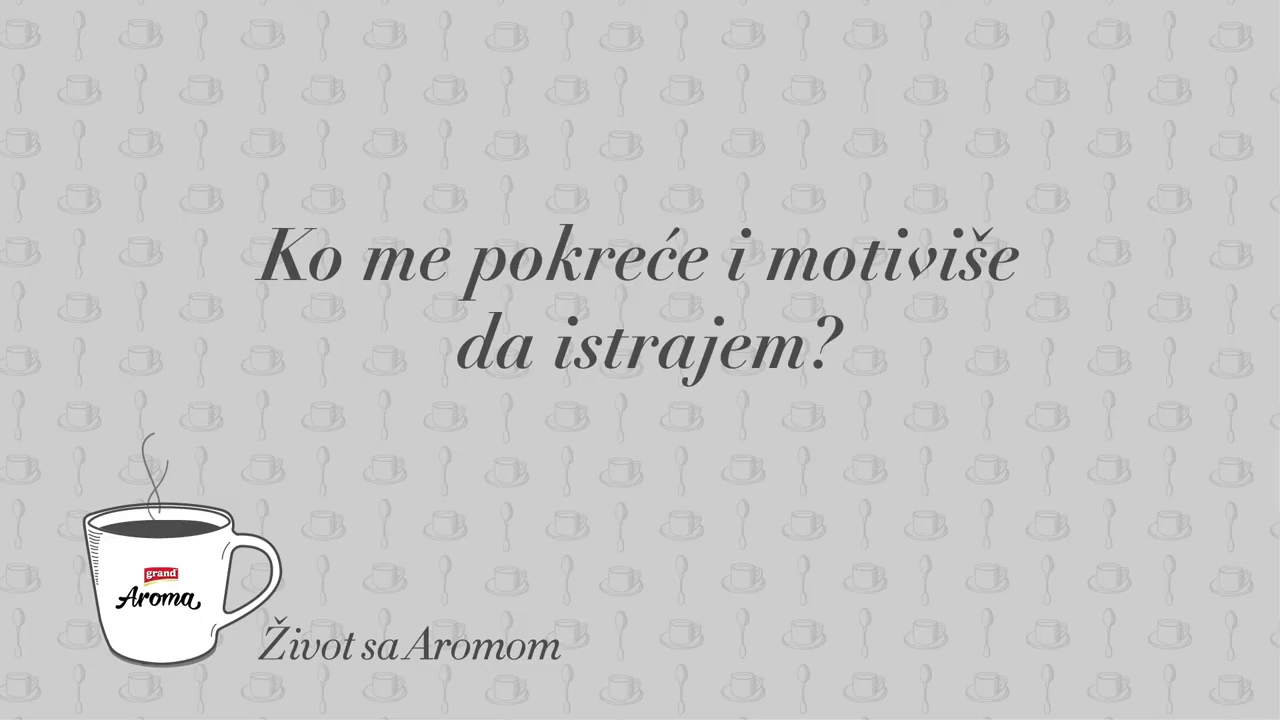 Ko me pokreće i motiviše
da istrajem?
grand
Aroma
Život sa Aromom